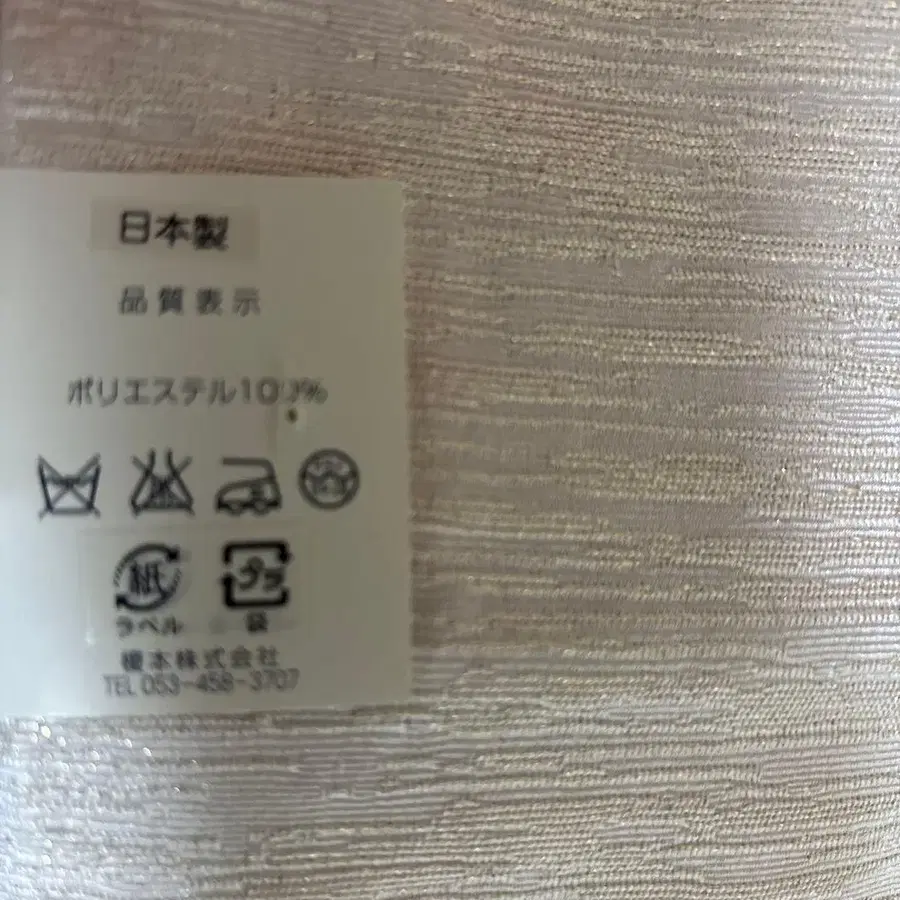 日本製
品質表示
ポリエステル100%
紙 プラ
ラベル 袋
榎本株式会社
TEL 053-458-3707